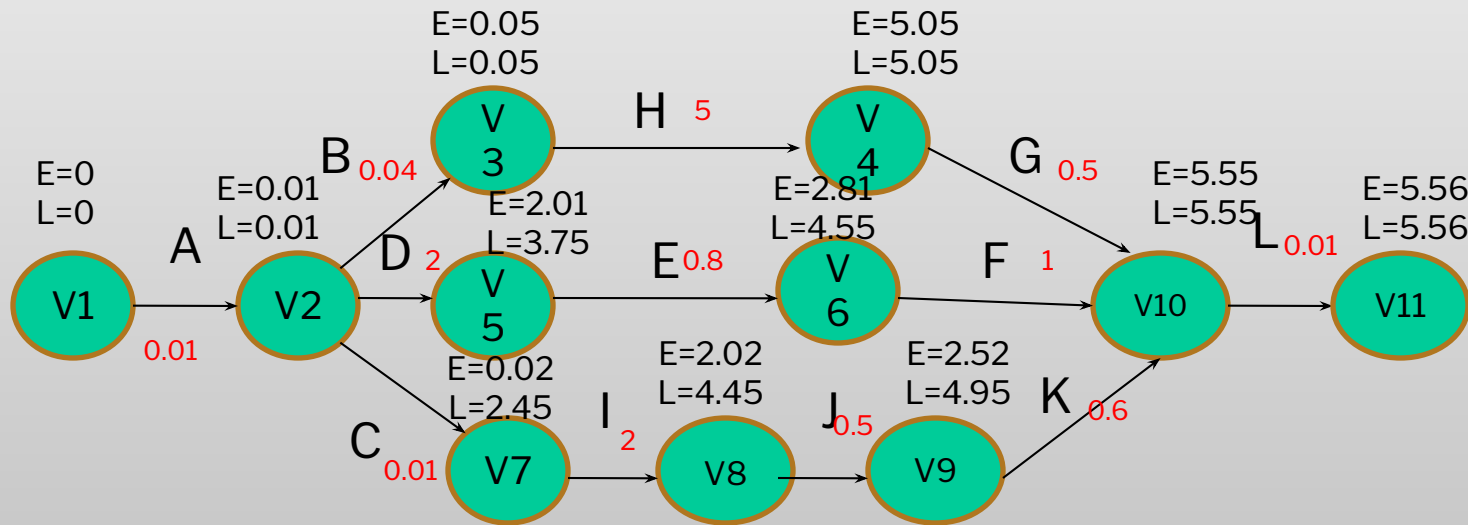 E=0.05
L=0.05
E=5.05
L=5.05
H 5
V
3
V
4
B 0.04
G 0.5
E=0
L=0
E=0.01
L=0.01
E=2.01
L=3.75
E=2.81
L=4.55
E=5.55
L=5.55
E=5.56
L=5.56
A
D 2
E 0.8
F 1
L 0.01
V1
V2
V
5
V
6
V10
V11
0.01
E=0.02
L=2.45
E=2.02
L=4.45
E=2.52
L=4.95
C 0.01
I 2
J 0.5
K 0.6
V7
V8
V9